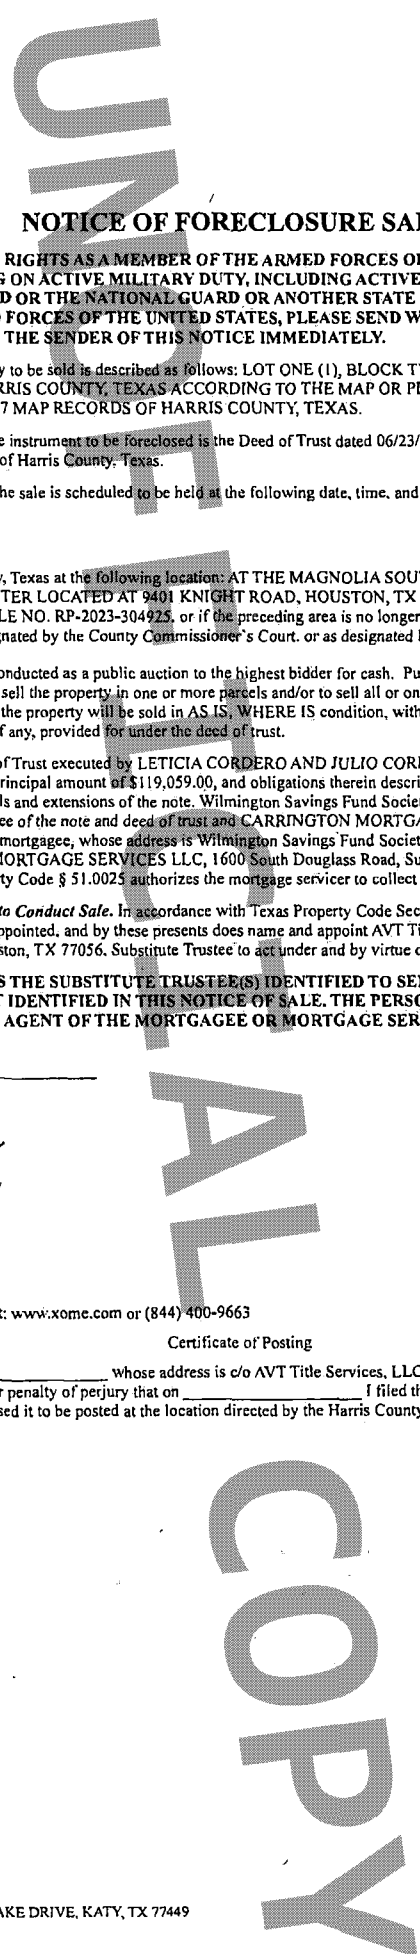 NOTICE OF FORECLOSURE SA
RIGHTS AS A MEMBER OF THE ARMED FORCES O
ON ACTIVE MILITARY DUTY, INCLUDING ACTIVE
D OR THE NATIONAL GUARD OR ANOTHER STATE
FORCES OF THE UNITED STATES, PLEASE SEND W
THE SENDER OF THIS NOTICE IMMEDIATELY.
y to be sold is described as follows: LOT ONE (1), BLOCK T
RRIS COUNTY, TEXAS ACCORDING TO THE MAP OR P
7 MAP RECORDS OF HARRIS COUNTY, TEXAS.
e instrument to be foreclosed is the Deed of Trust dated 06/23/
of Harris County, Texas.
he sale is scheduled to be held at the following date, time, and
, Texas at the following location: AT THE MAGNOLIA SOU
TER LOCATED AT 9401 KNIGHT ROAD, HOUSTON, TX
LE NO. RP-2023-304925, or if the preceding area is no longer
gnated by the County Commissioner's Court, or as designated
onducted as a public auction to the highest bidder for cash. Pu
sell the property in one or more parcels and/or to sell all or on
the property will be sold in AS IS, WHERE IS condition, with
f any, provided for under the deed of trust.
of Trust executed by LETICIA CORDERO AND JULIO COR
rincipal amount of $119,059.00, and obligations therein descri
ls and extensions of the note. Wilmington Savings Fund Socie
ee of the note and deed of trust and CARRINGTON MORTGA
mortgagee, whose address is Wilmington Savings Fund Societ
MORTGAGE SERVICES LLC, 1600 South Douglass Road, Su
ty Code § 51.0025 authorizes the mortgage servicer to collect
to Conduct Sale. In accordance with Texas Property Code Sec
ppointed, and by these presents does name and appoint AVT Ti
ston, TX 77056. Substitute Trustee to act under and by virtue o
S THE SUBSTITUTE TRUSTEE(S) IDENTIFIED TO SE
T IDENTIFIED IN THIS NOTICE OF SALE. THE PERSO
AGENT OF THE MORTGAGEE OR MORTGAGE SER
t: www.xome.com or (844) 400-9663
Certificate of Posting
whose address is c/o AVT Title Services, LLC
r penalty of perjury that on ____________________ I filed th
sed it to be posted at the location directed by the Harris County
AKE DRIVE, KATY, TX 77449
UNOFFICIAL
COPY